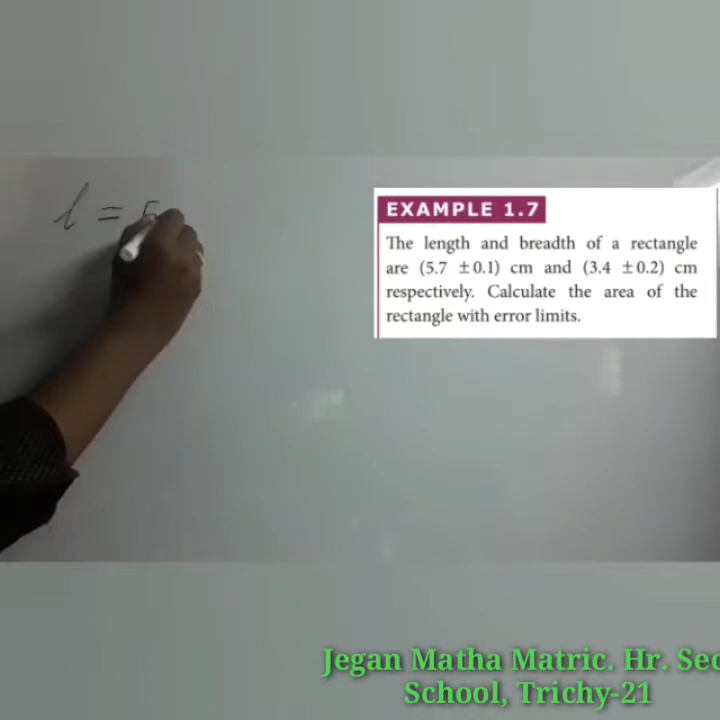 l = 5
EXAMPLE 1.7
The length and breadth of a rectangle
are (5.7 ±0.1) cm and (3.4 ±0.2) cm
respectively. Calculate the area of the
rectangle with error limits.
Jegan Matha Matric. Hr. Sec
School, Trichy-21